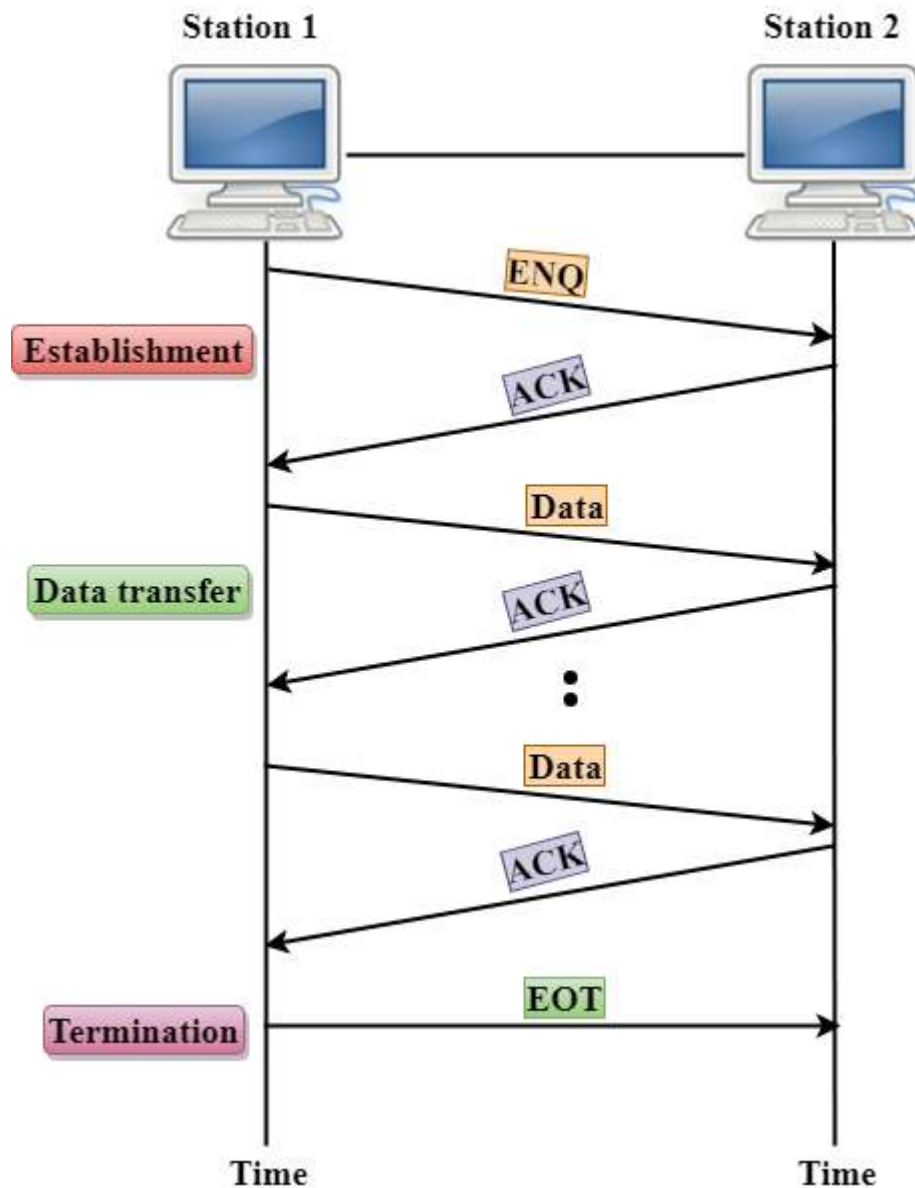 Station 1
Station 2
ENQ
Establishment
ACK
Data
Data transfer
ACK
Data
ACK
EOT
Termination
Time
Time